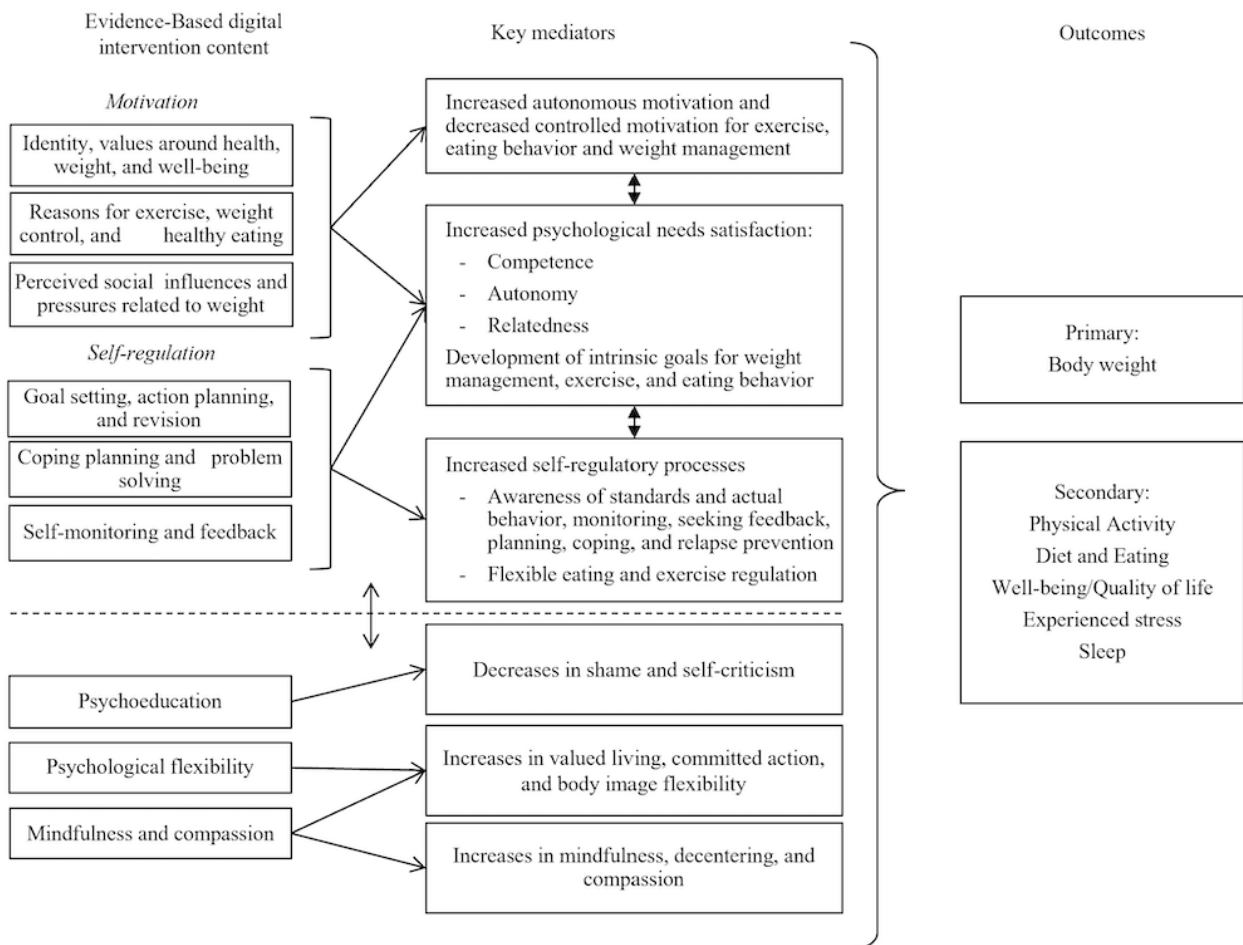 Evidence-Based digital
intervention content
Key mediators
Outcomes
Motivation
Identity, values around health,
weight, and well-being
Reasons for exercise, weight
control, and healthy eating
Perceived social influences and
pressures related to weight
Self-regulation
Goal setting, action planning,
and revision
Coping planning and problem
solving
Self-monitoring and feedback
Psychoeducation
Psychological flexibility
Mindfulness and compassion
Increased autonomous motivation and
decreased controlled motivation for exercise,
eating behavior and weight management
Increased psychological needs satisfaction:
- Competence
- Autonomy
- Relatedness
Development of intrinsic goals for weight
management, exercise, and eating behavior
Increased self-regulatory processes
- Awareness of standards and actual
behavior, monitoring, seeking feedback,
planning, coping, and relapse prevention
- Flexible eating and exercise regulation
Decreases in shame and self-criticism
Increases in valued living, committed action,
and body image flexibility
Increases in mindfulness, decentering, and
compassion
Primary:
Body weight
Secondary:
Physical Activity
Diet and Eating
Well-being/Quality of life
Experienced stress
Sleep